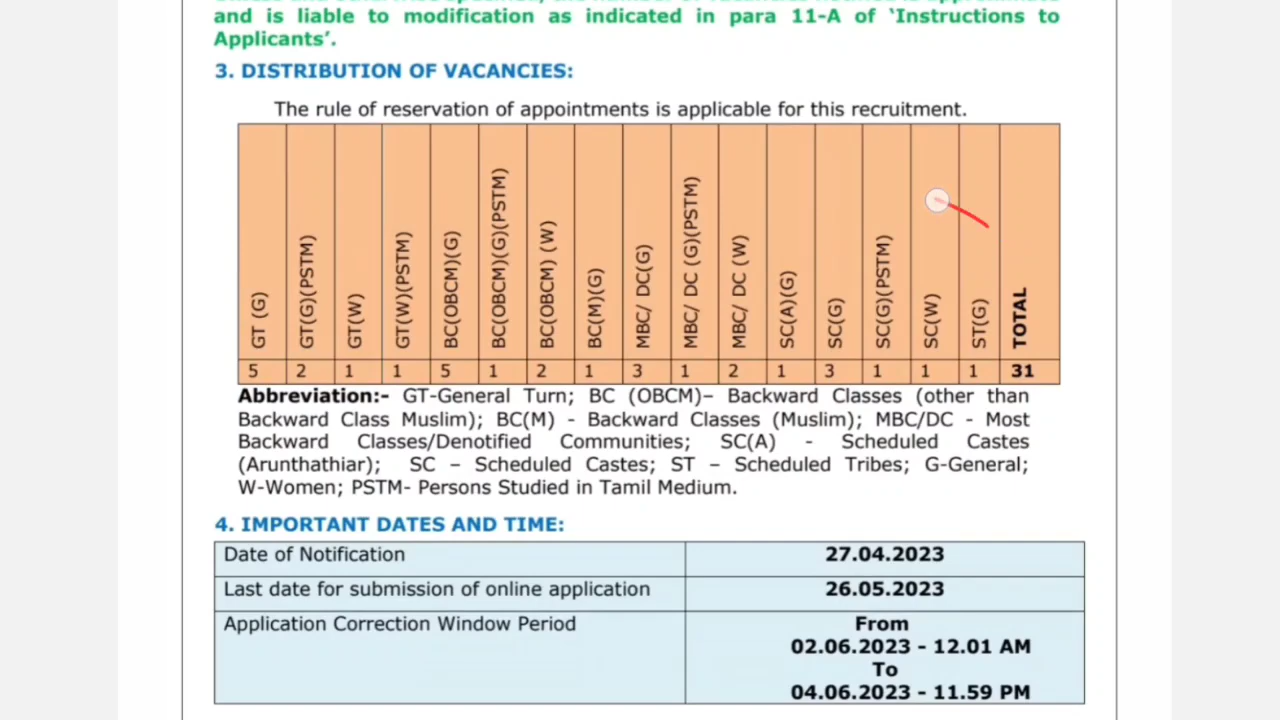 and is liable to modification as indicated in para 11-A of ‘Instructions to
Applicants’.
3. DISTRIBUTION OF VACANCIES:
The rule of reservation of appointments is applicable for this recruitment.
GT (G)
GT(G)(PSTM)
GT(W)
GT(W)(PSTM)
BC(OBCM)(G)
BC(OBCM)(G)(PSTM)
BC(OBCM) (W)
BC(M)(G)
MBC/ DC(G)
MBC/ DC (G)(PSTM)
MBC/ DC (W)
SC(A)(G)
SC(G)
SC(G)(PSTM)
SC(W)
ST(G)
TOTAL
5 2 1 1 5 1 2 1 3 1 2 1 3 1 1 1 31
Abbreviation:- GT-General Turn; BC (OBCM)– Backward Classes (other than
Backward Class Muslim); BC(M) - Backward Classes (Muslim); MBC/DC - Most
Backward Classes/Denotified Communities; SC(A) - Scheduled Castes
(Arunthathiar); SC – Scheduled Castes; ST – Scheduled Tribes; G-General;
W-Women; PSTM- Persons Studied in Tamil Medium.
4. IMPORTANT DATES AND TIME:
Date of Notification 27.04.2023
Last date for submission of online application 26.05.2023
Application Correction Window Period From
02.06.2023 - 12.01 AM
To
04.06.2023 - 11.59 PM